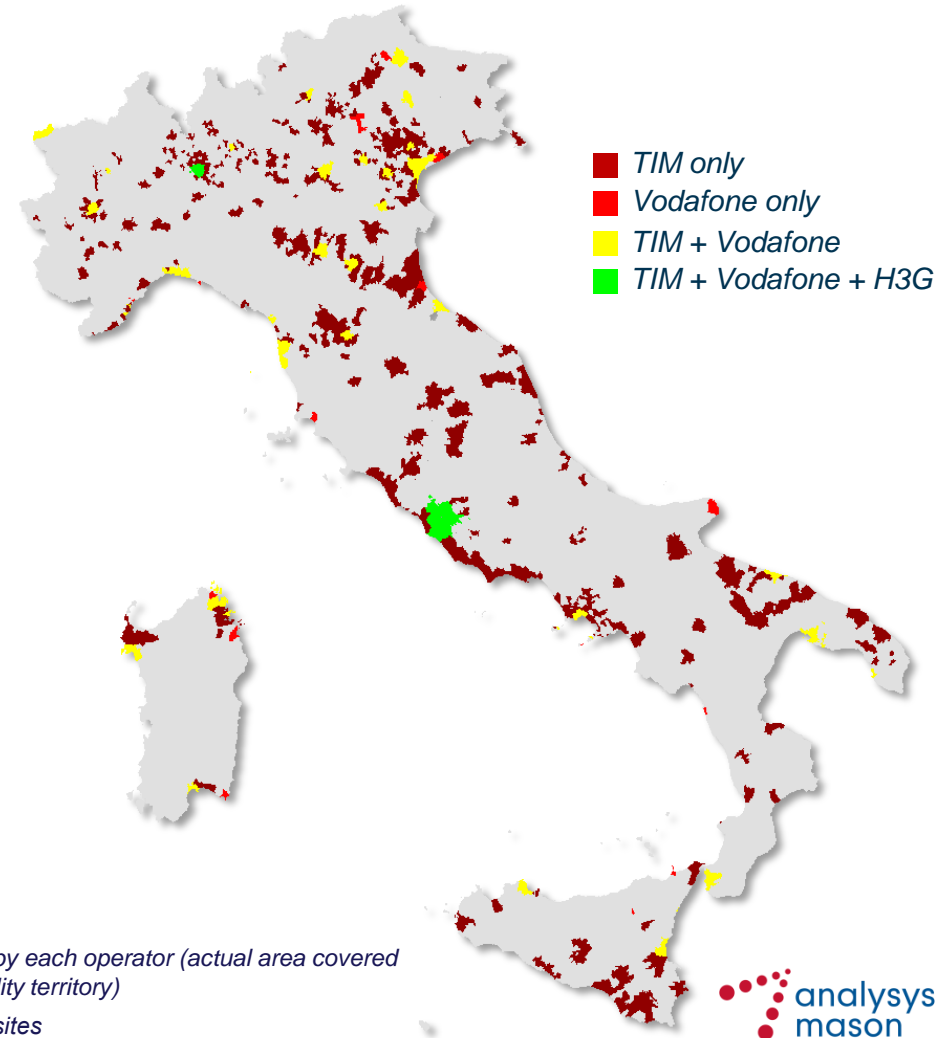 TIM only
Vodafone only
TIM + Vodafone
TIM + Vodafone + H3G
by each operator (actual area covered
lity territory)
sites
analysys
mason